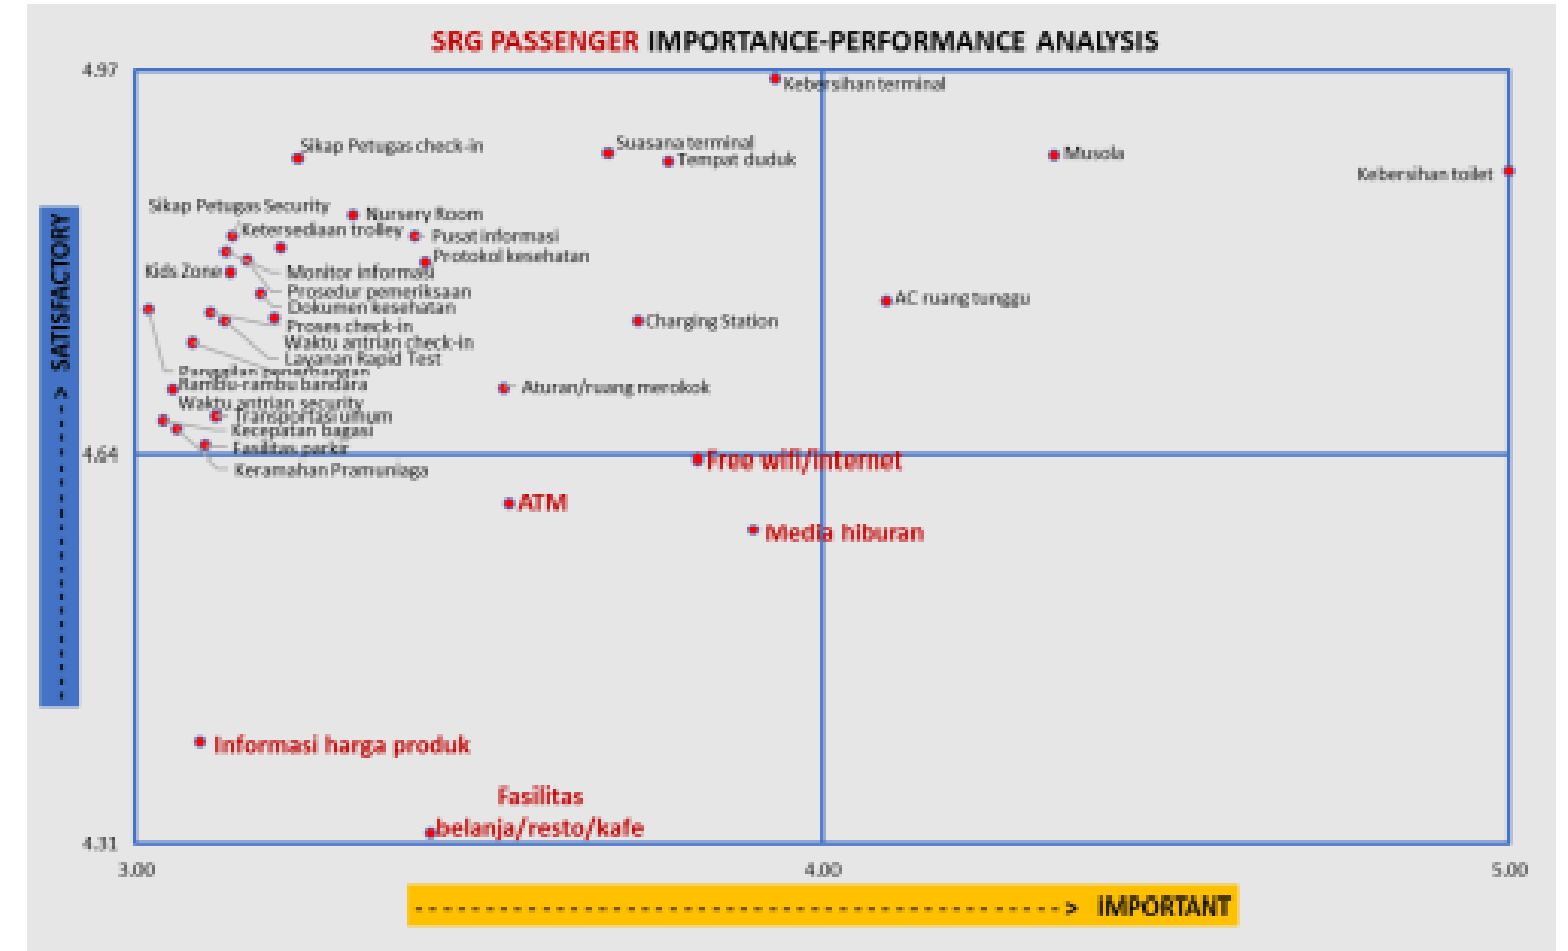 SRG PASSENGER IMPORTANCE-PERFORMANCE ANALYSIS
4.97
Kebersihan terminal
Sikap Petugas check-in
Suasana terminal
Tempat duduk
Musola
Kebersihan toilet
Sikap Petugas Security
Nursery Room
Ketersediaan trolley
Pusat informasi
Protokol kesehatan
Kids Zone
Monitor informasi
Prosedur pemeriksaan
Dokumen kesehatan
AC ruang tunggu
Proses check-in
Charging Station
Waktu antrian check-in
Layanan Rapid Test
Panggilan penerbangan
Rambu-rambu bandara
Aturan/ruang merokok
Waktu antrian security
Transportasi umum
Kecepatan bagasi
Fasilitas parkir
4.64
Free wifi/internet
Keramahan Pramuniaga
ATM
Media hiburan
Informasi harga produk
Fasilitas
belanja/resto/kafe
4.31
3.00
4.00
5.00
-----> SATISFACTORY
-----> IMPORTANT